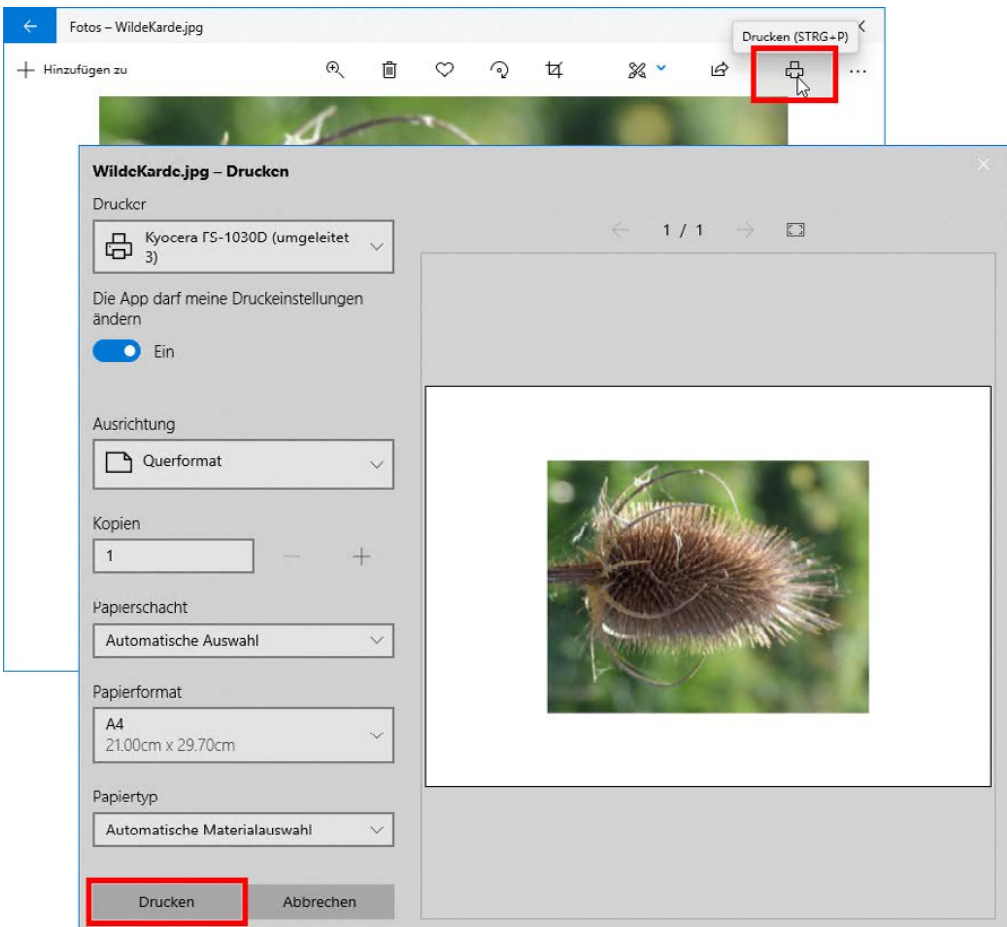 Fotos – WildeKarde.jpg
Drucken (STRG+P)
Hinzufügen zu
WildeKarde.jpg – Drucken
Drucker
Kyocera FS-1030D (umgeleitet
3)
1 / 1
Die App darf meine Druckeinstellungen
ändern
Ein
Ausrichtung
Querformat
Kopien
1
Papierschacht
Automatische Auswahl
Papierformat
A4
21.00cm x 29.70cm
Papiertyp
Automatische Materialauswahl
Drucken Abbrechen